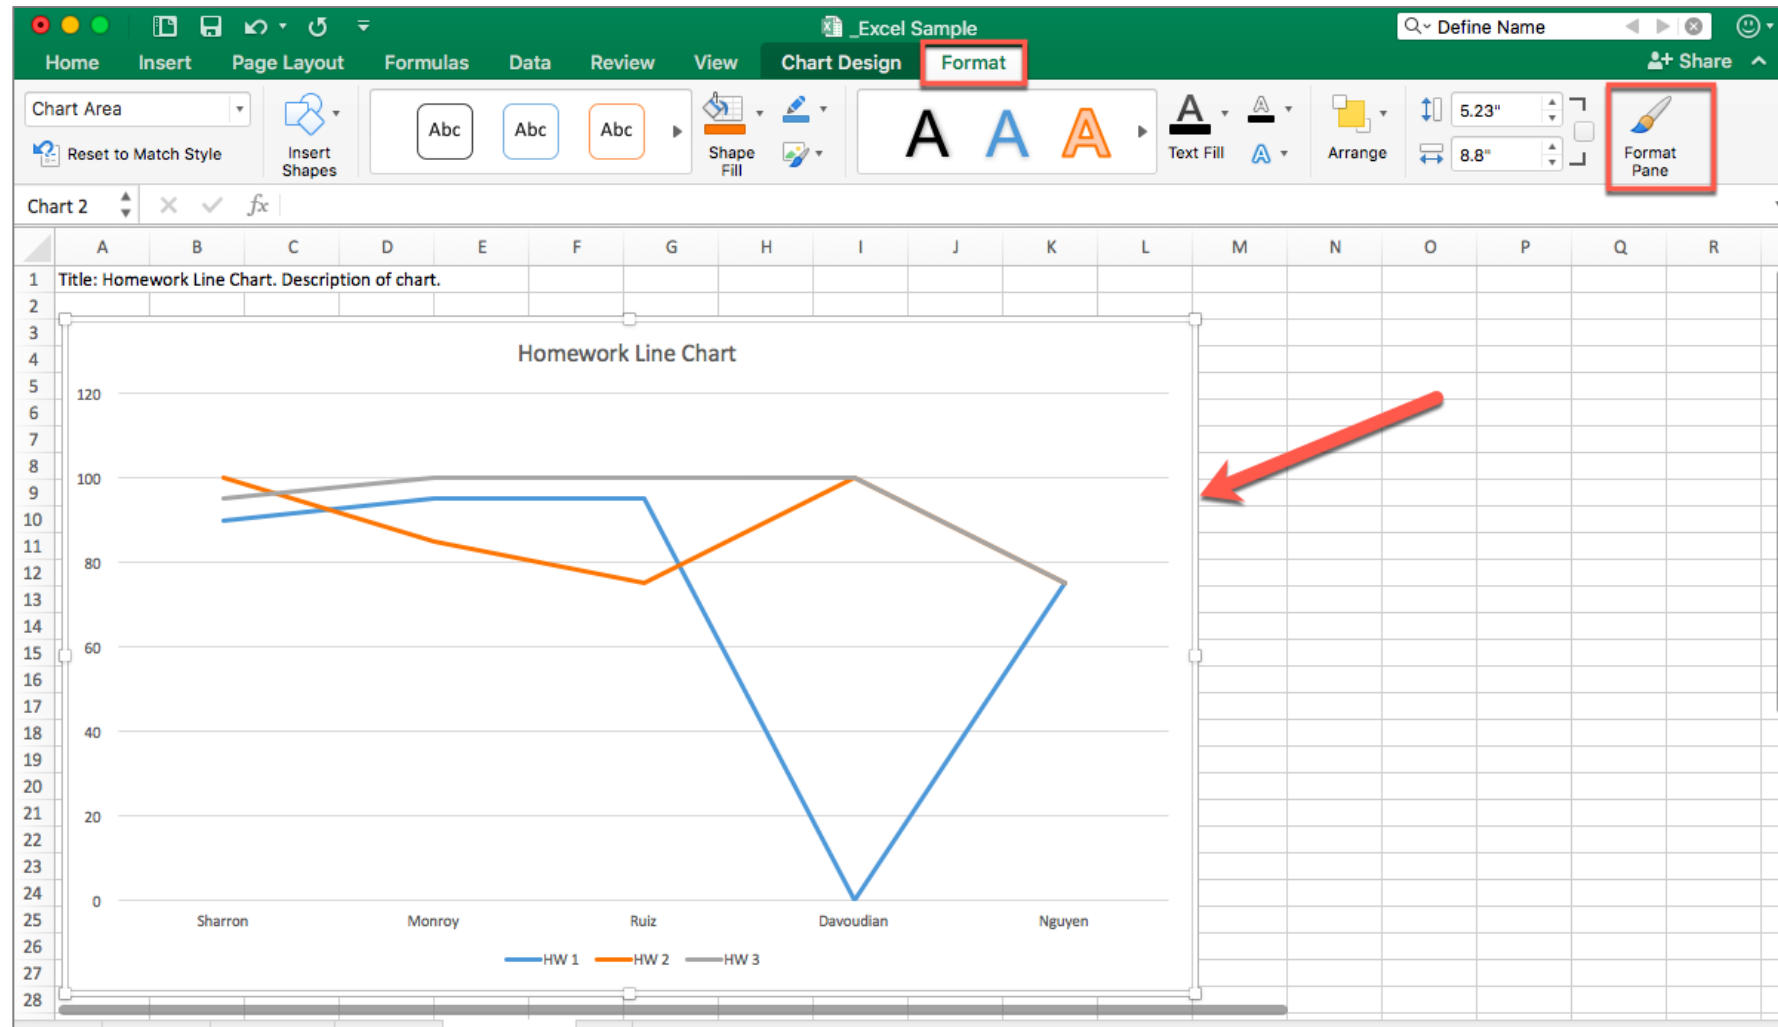 _Excel Sample
Define Name
Home Insert Page Layout Formulas Data Review View Chart Design Format
Share
Chart Area
Reset to Match Style
Insert Shapes
Abc Abc Abc
Shape Fill
A A A
A
Text Fill
A
A
Arrange
5.23"
8.8"
Format Pane
Chart 2
fx
A B C D E F G H I J K L M N O P Q R
1 Title: Homework Line Chart. Description of chart.
2
3
4
5
6
7
8
9
10
11
12
13
14
15
16
17
18
19
20
21
22
23
24
25
26
27
28
Homework Line Chart
120
100
80
60
40
20
0
Sharron Monroy Ruiz Davoudian Nguyen
HW 1 HW 2 HW 3